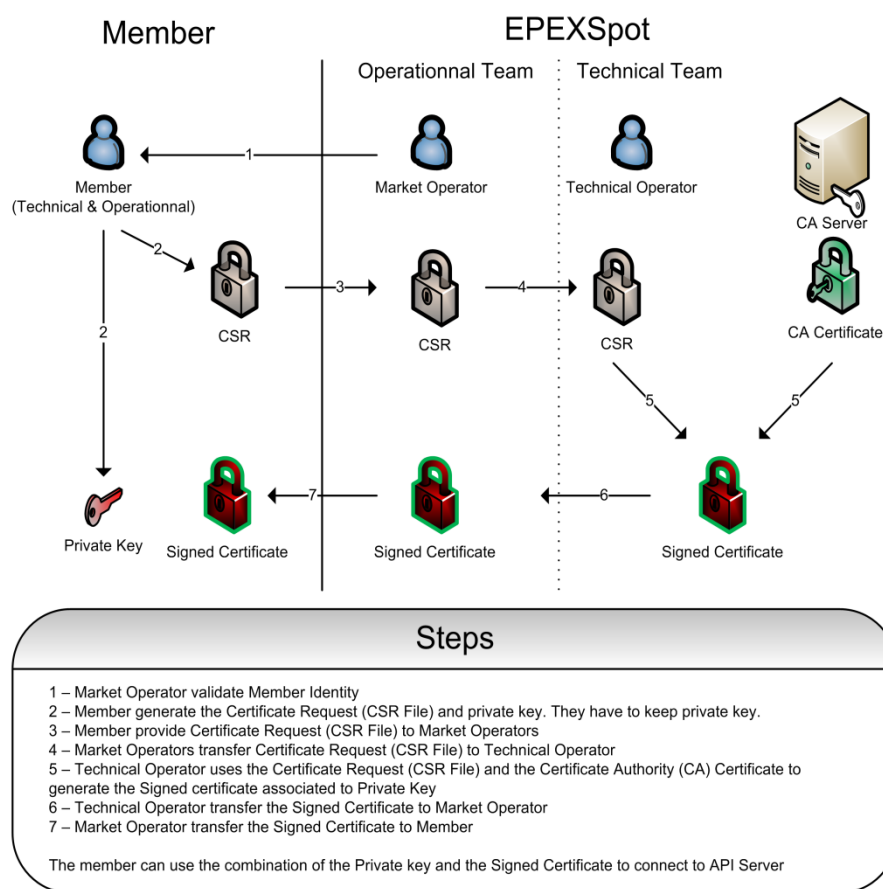 Member
EPEXSpot
Operationnal Team
Technical Team
1
Member
(Technical & Operationnal)
Market Operator
Technical Operator
CA Server
2
2
CSR
3
CSR
4
CSR
CA Certificate
5
5
Private Key
Signed Certificate
7
Signed Certificate
6
Signed Certificate
Steps
1 – Market Operator validate Member Identity
2 – Member generate the Certificate Request (CSR File) and private key. They have to keep private key.
3 – Member provide Certificate Request (CSR File) to Market Operators
4 – Market Operators transfer Certificate Request (CSR File) to Technical Operator
5 – Technical Operator uses the Certificate Request (CSR File) and the Certificate Authority (CA) Certificate to
generate the Signed certificate associated to Private Key
6 – Technical Operator transfer the Signed Certificate to Market Operator
7 – Market Operator transfer the Signed Certificate to Member
The member can use the combination of the Private key and the Signed Certificate to connect to API Server